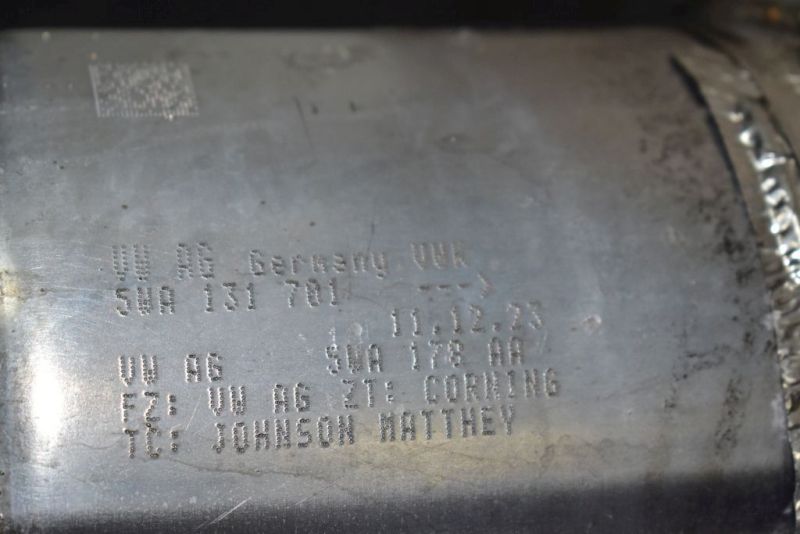 VW AG Germany VWK
5WA 131 701 --->
11.12.23
VW AG 5WA 178 AA
FZ: VW AG ZT: CORNING
TC: JOHNSON MATTHEY